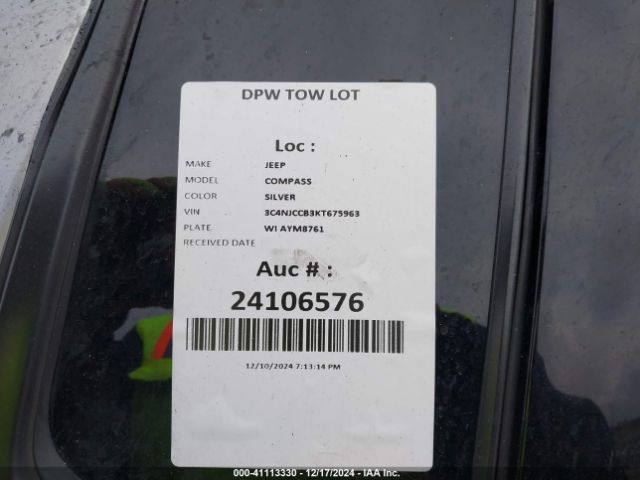 DPW TOW LOT
Loc :
MAKE JEEP
MODEL COMPASS
COLOR SILVER
VIN 3C4NJCCB3KT675963
PLATE WI AYM8761
RECEIVED DATE
Auc # :
24106576
12/10/2024 7:13:14 PM
000-41113330 - 12/17/2024 - IAA Inc.